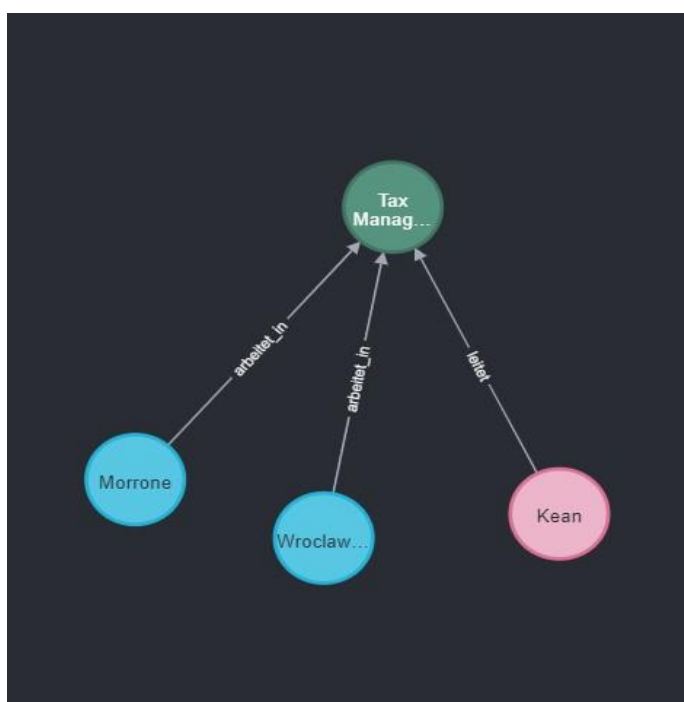 Tax
Manag...
arbeitet_in
arbeitet_in
leitet
Morrone
Wroclaw...
Kean